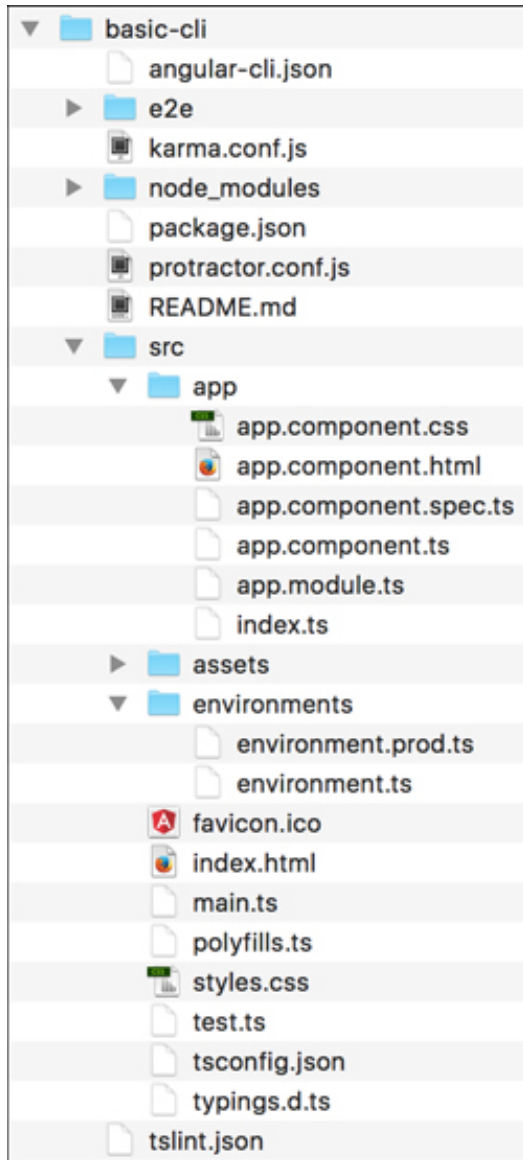 basic-cli
angular-cli.json
e2e
karma.conf.js
node_modules
package.json
protractor.conf.js
README.md
src
app
app.component.css
app.component.html
app.component.spec.ts
app.component.ts
app.module.ts
index.ts
assets
environments
environment.prod.ts
environment.ts
favicon.ico
index.html
main.ts
polyfills.ts
styles.css
test.ts
tsconfig.json
typings.d.ts
tslint.json